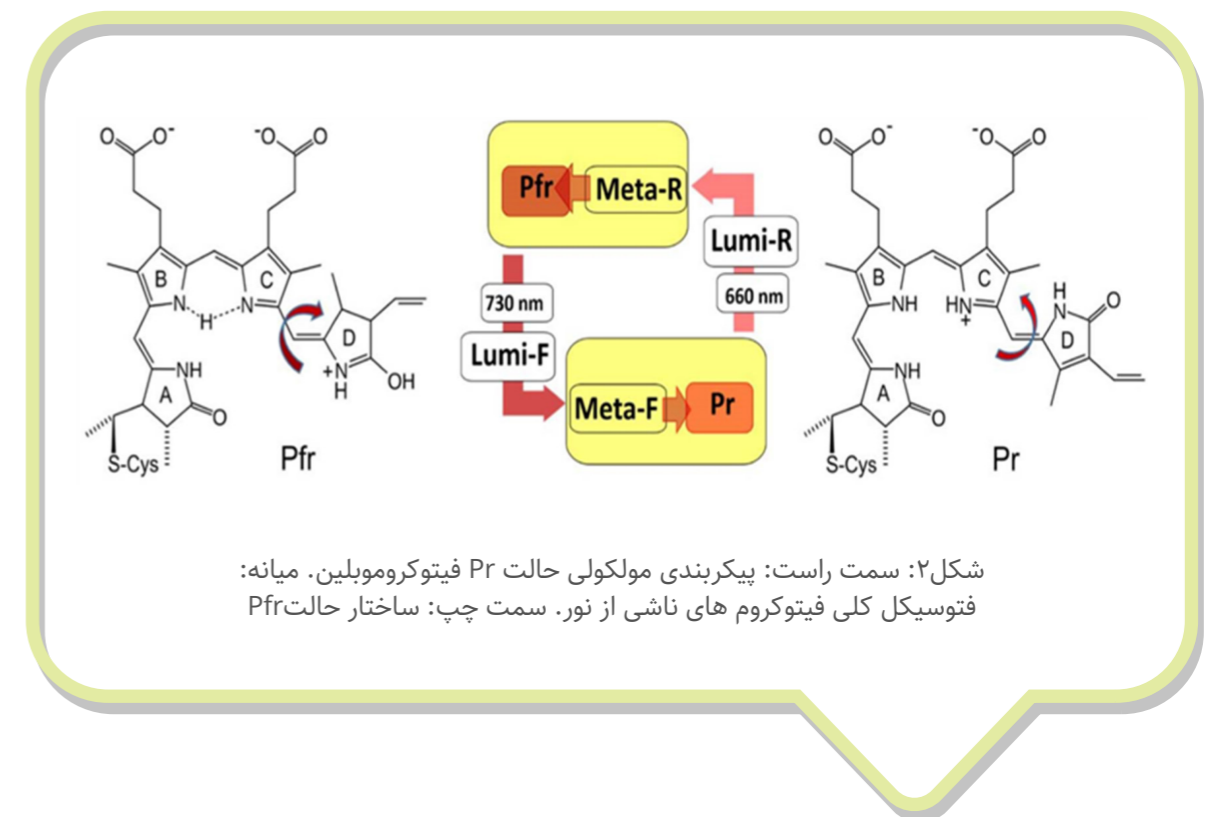 O O-
-O O
B
C
N
H
N
D
+N
H
OH
A
NH
O
S-Cys
Pfr
Pfr Meta-R
Lumi-R
730 nm
660 nm
Lumi-F
Meta-F Pr
O O-
-O O
B
C
NH
HN
+
H
N
O
D
A
NH
O
S-Cys
Pr
شکل۲: سمت راست: پیکربندی مولکولی حالت Pr فیتوکروموبلین. میانه:
فتوسیکل کلی فیتوکروم های ناشی از نور. سمت چپ: ساختار حالتPfr